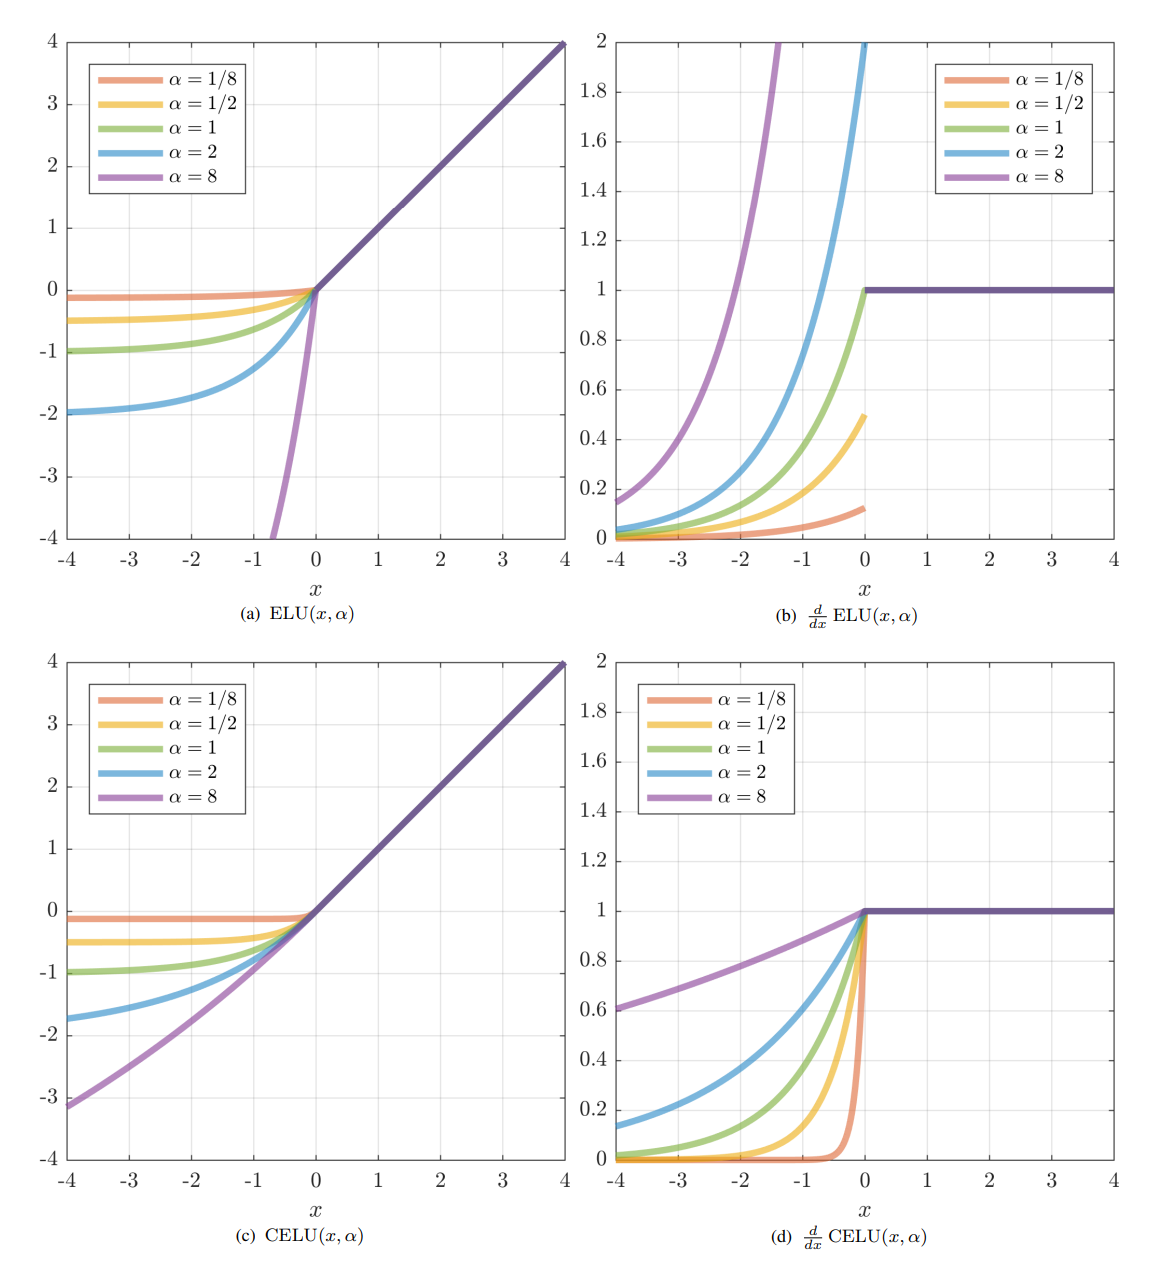 4
3
2
1
0
-1
-2
-3
-4
α = 1/8
α = 1/2
α = 1
α = 2
α = 8
-4 -3 -2 -1 0 1 2 3 4
x
(a) ELU(x, α)
2
1.8
1.6
1.4
1.2
1
0.8
0.6
0.4
0.2
0
α = 1/8
α = 1/2
α = 1
α = 2
α = 8
-4 -3 -2 -1 0 1 2 3 4
x
(b) d/dx ELU(x, α)
4
3
2
1
0
-1
-2
-3
-4
α = 1/8
α = 1/2
α = 1
α = 2
α = 8
-4 -3 -2 -1 0 1 2 3 4
x
(c) CELU(x, α)
2
1.8
1.6
1.4
1.2
1
0.8
0.6
0.4
0.2
0
α = 1/8
α = 1/2
α = 1
α = 2
α = 8
-4 -3 -2 -1 0 1 2 3 4
x
(d) d/dx CELU(x, α)